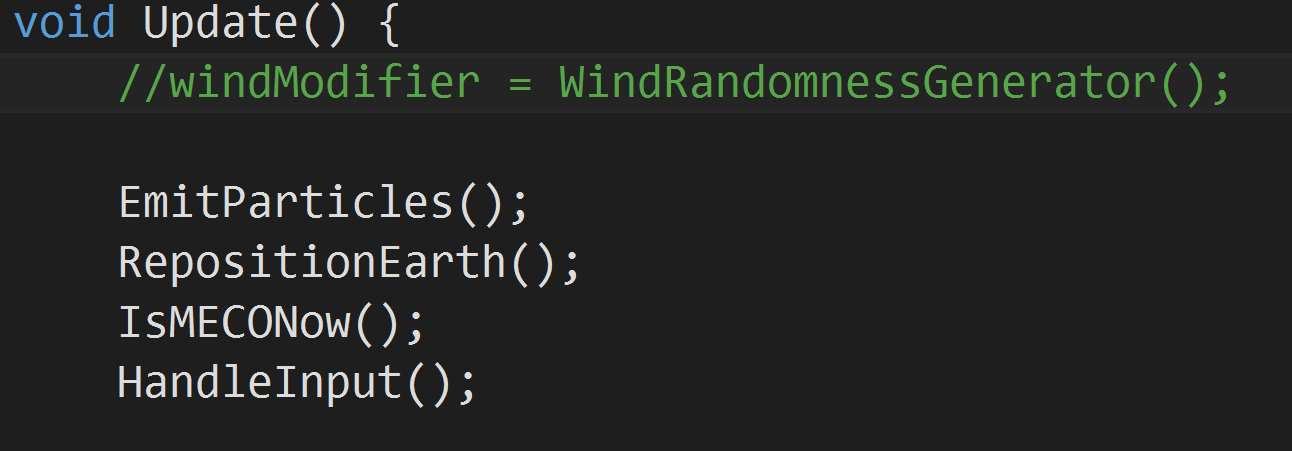 void Update() {
//windModifier = WindRandomnessGenerator();
EmitParticles();
RepositionEarth();
IsMECONow();
HandleInput();